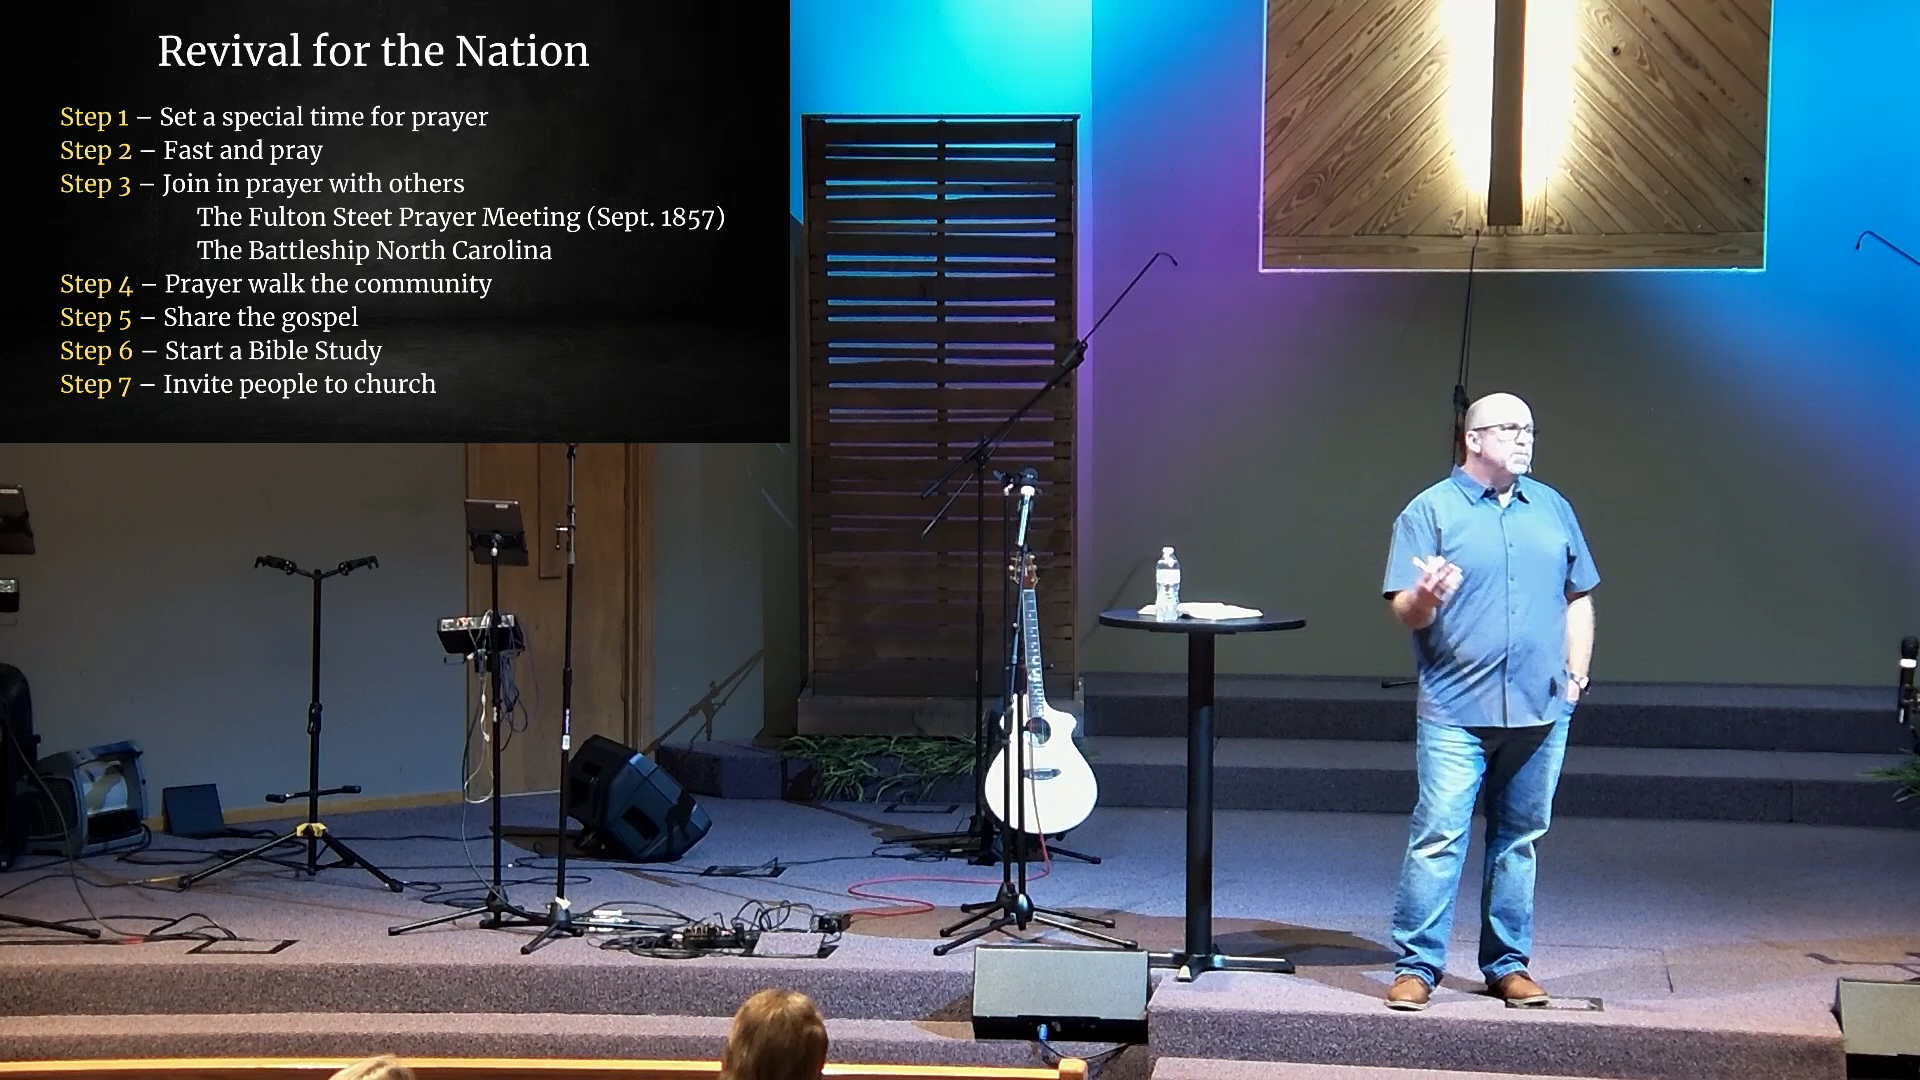 Revival for the Nation
Step 1 – Set a special time for prayer
Step 2 – Fast and pray
Step 3 – Join in prayer with others
The Fulton Steet Prayer Meeting (Sept. 1857)
The Battleship North Carolina
Step 4 – Prayer walk the community
Step 5 – Share the gospel
Step 6 – Start a Bible Study
Step 7 – Invite people to church